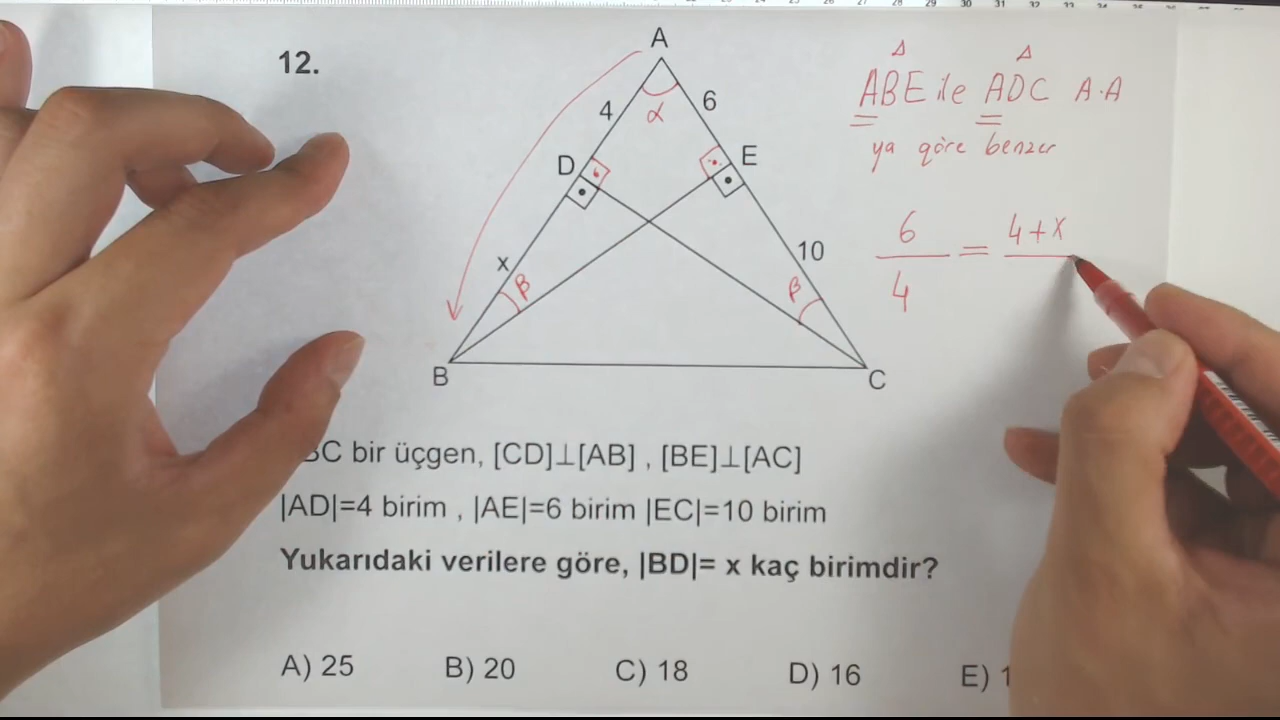 12.
A
4
6
α
D
E
x
10
β
β
B
C
ABE ile ADC A.A
ya göre benzer
6 = 4+x
4
BC bir üçgen, [CD]⊥[AB] , [BE]⊥[AC]
|AD|=4 birim , |AE|=6 birim |EC|=10 birim
Yukarıdaki verilere göre, |BD|= x kaç birimdir?
A) 25 B) 20 C) 18 D) 16 E) 1